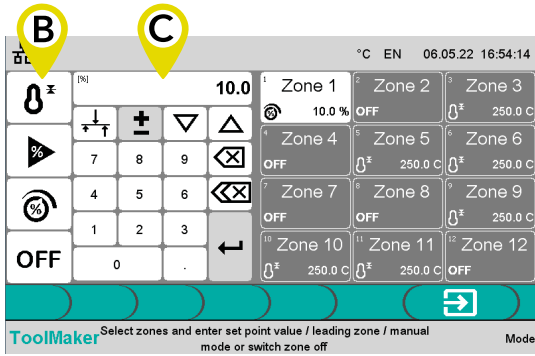 B
C
°C EN 06.05.22 16:54:14
[%] 10.0
7 8 9
4 5 6
1 2 3
0 .
%
(%)
OFF
1 Zone 1
% 10.0 %
2 Zone 2
OFF
3 Zone 3
250.0 C
4 Zone 4
OFF
5 Zone 5
250.0 C
6 Zone 6
250.0 C
7 Zone 7
OFF
8 Zone 8
OFF
9 Zone 9
250.0 C
10 Zone 10
250.0 C
11 Zone 11
250.0 C
12 Zone 12
OFF
ToolMaker
Select zones and enter set point value / leading zone / manual
mode or switch zone off
Mode